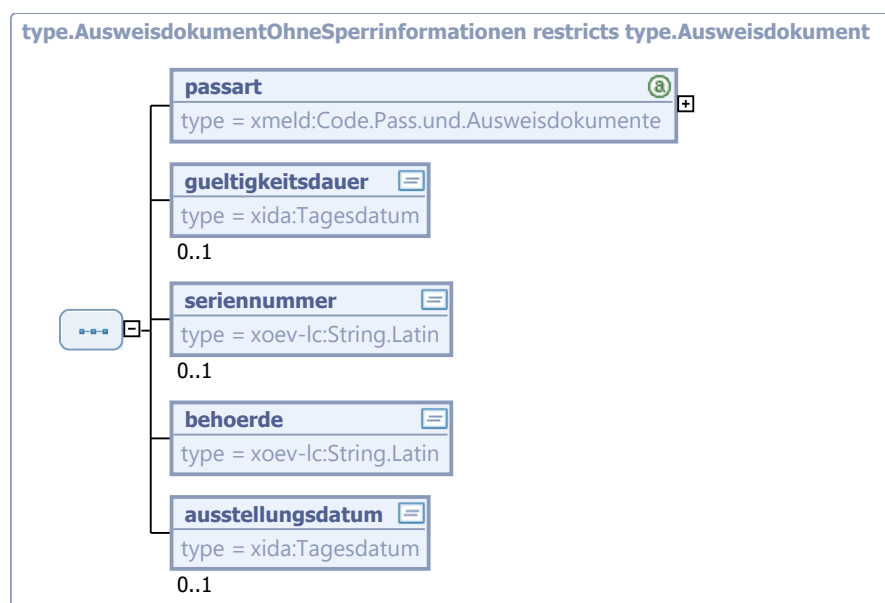 type.AusweisdokumentOhneSperrinformationen restricts type.Ausweisdokument
passart
type = xmeld:Code.Pass.und.Ausweisdokumente
gueltigkeitsdauer
type = xida:Tagesdatum
0..1
seriennummer
type = xoev-lc:String.Latin
0..1
behoerde
type = xoev-lc:String.Latin
ausstellungsdatum
type = xida:Tagesdatum
0..1